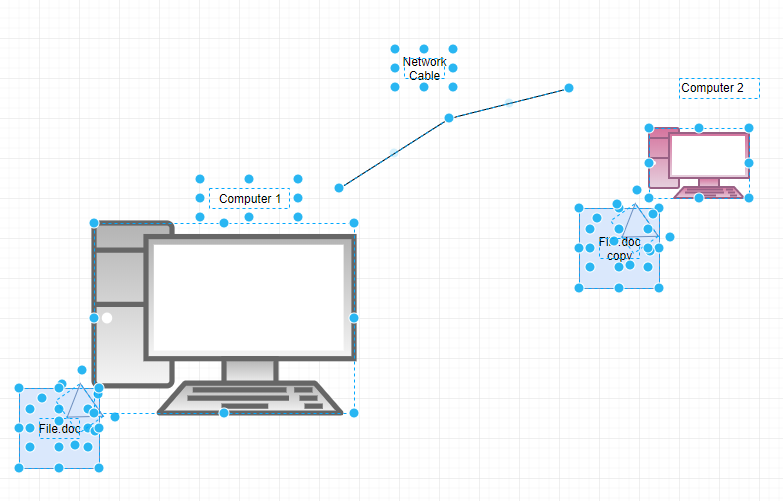 Network
Cable
Computer 2
Computer 1
File.doc
copy
File.doc